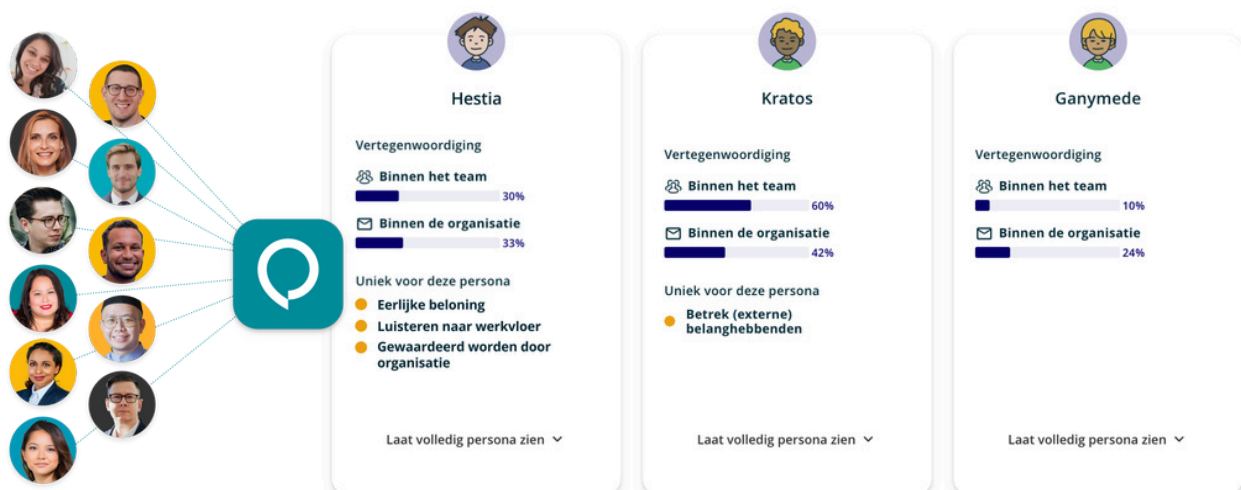 Hestia
Vertegenwoordiging
Binnen het team
30%
Binnen de organisatie
33%
Uniek voor deze persona
Eerlijke beloning
Luisteren naar werkvloer
Gewaardeerd worden door
organisatie
Laat volledig persona zien
Kratos
Vertegenwoordiging
Binnen het team
60%
Binnen de organisatie
42%
Uniek voor deze persona
Betrek (externe)
belanghebbenden
Laat volledig persona zien
Ganymede
Vertegenwoordiging
Binnen het team
10%
Binnen de organisatie
24%
Laat volledig persona zien